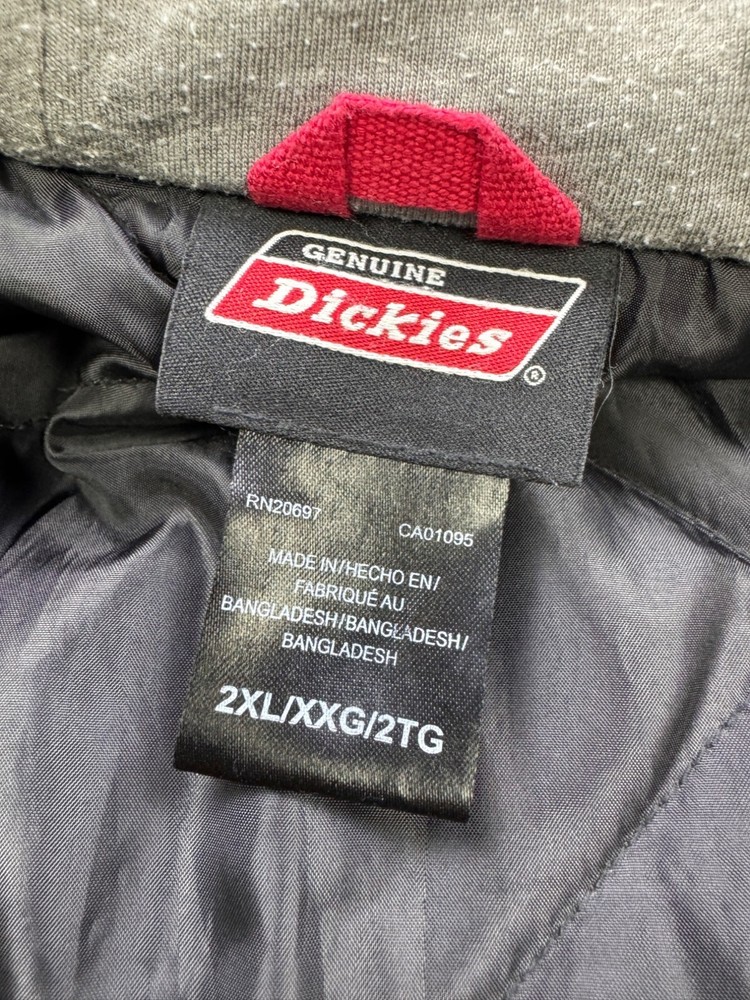 GENUINE
Dickies
®
RN20697
CA01095
MADE IN/HECHO EN/
FABRIQUÉ AU
BANGLADESH/BANGLADESH/
BANGLADESH
2XL/XXG/2TG